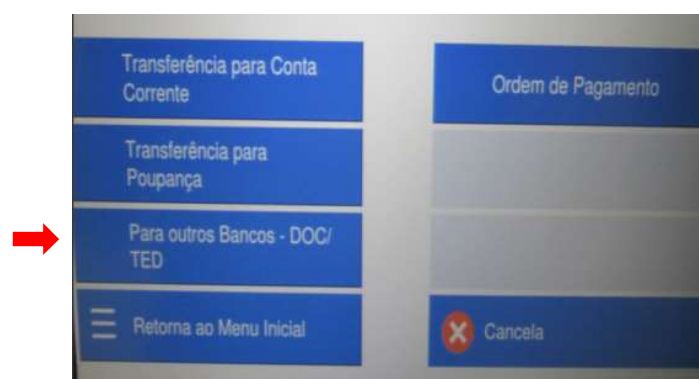 Transferência para Conta
Corrente
Ordem de Pagamento
Transferência para
Poupança
Para outros Bancos - DOC/
TED
Retorna ao Menu Inicial
Cancela